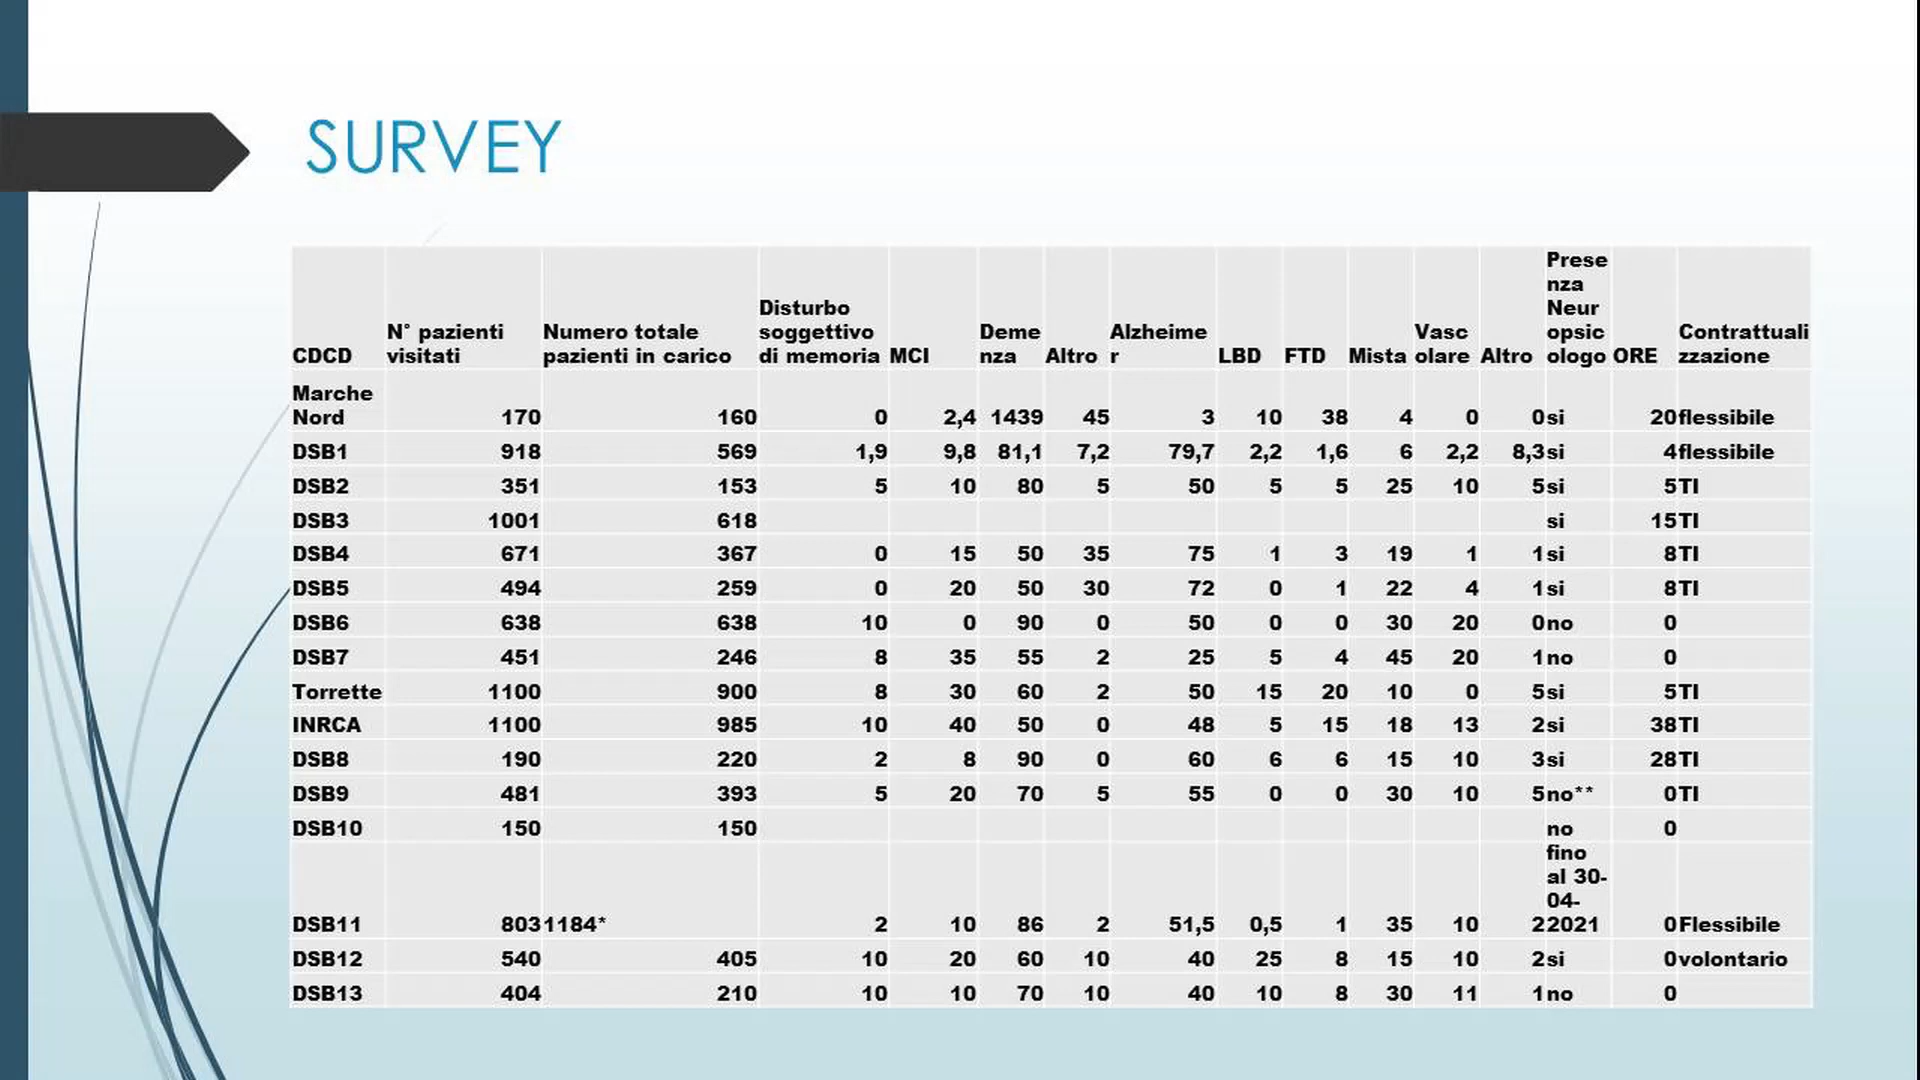 SURVEY
CDCD N° pazienti visitati Numero totale pazienti in carico Disturbo soggettivo di memoria MCI Demenza Altro Alzheimer LBD FTD Mista Vascolare Altro Presenza Neuropsicologo ORE Contrattualizzazione
Marche Nord 170 160 0 2,4 1439 45 3 10 38 4 0 0 si 20 flessibile
DSB1 918 569 1,9 9,8 81,1 7,2 79,7 2,2 1,6 6 2,2 8,3 si 4 flessibile
DSB2 351 153 5 10 80 5 50 5 5 25 10 5 si 5 TI
DSB3 1001 618 si 15 TI
DSB4 671 367 0 15 50 35 75 1 3 19 1 1 si 8 TI
DSB5 494 259 0 20 50 30 72 0 1 22 4 1 si 8 TI
DSB6 638 638 10 0 90 0 50 0 0 30 20 0 no 0
DSB7 451 246 8 35 55 2 25 5 4 45 20 1 no 0
Torrette 1100 900 8 30 60 2 50 15 20 10 0 5 si 5 TI
INRCA 1100 985 10 40 50 0 48 5 15 18 13 2 si 38 TI
DSB8 190 220 2 8 90 0 60 6 6 15 10 3 si 28 TI
DSB9 481 393 5 20 70 5 55 0 0 30 10 5 no** 0 TI
DSB10 150 150 no 0
DSB11 803 1184* 2 10 86 2 51,5 0,5 1 35 10 2 fino al 30-04-2021 0 Flessibile
DSB12 540 405 10 20 60 10 40 25 8 15 10 2 si 0 volontario
DSB13 404 210 10 10 70 10 40 10 8 30 11 1 no 0